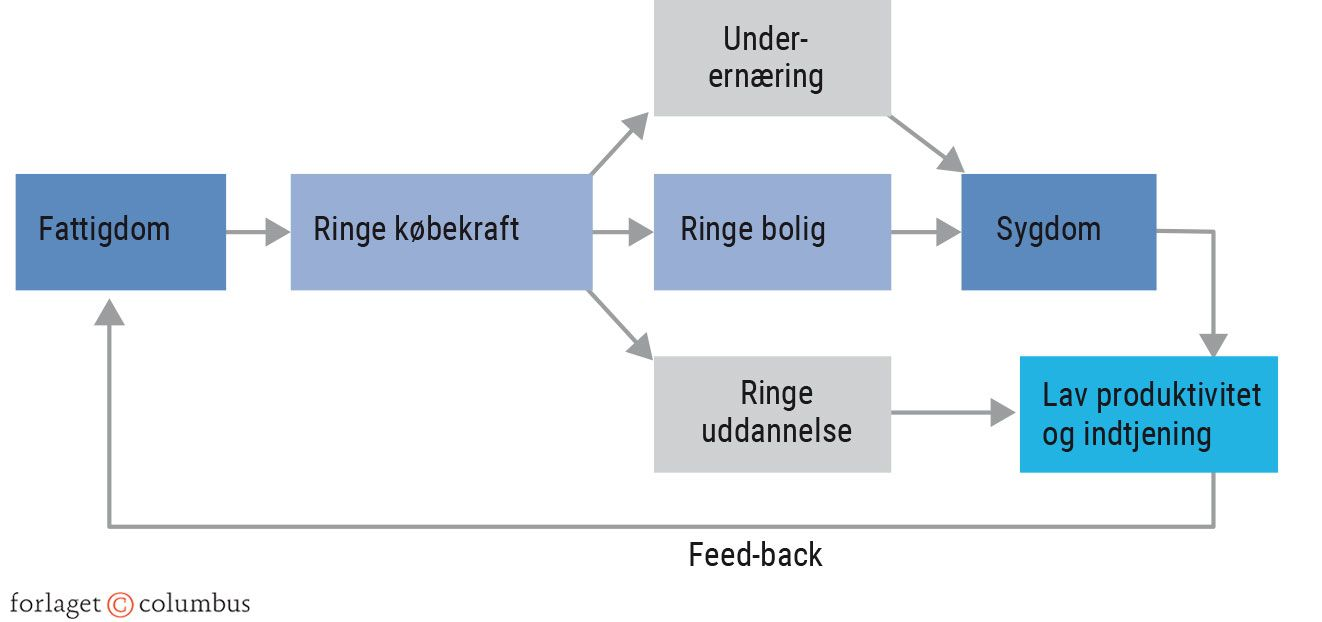 Under-
ernæring
Fattigdom
Ringe købekraft
Ringe bolig
Sygdom
Ringe
uddannelse
Lav produktivitet
og indtjening
Feed-back
forlaget © columbus